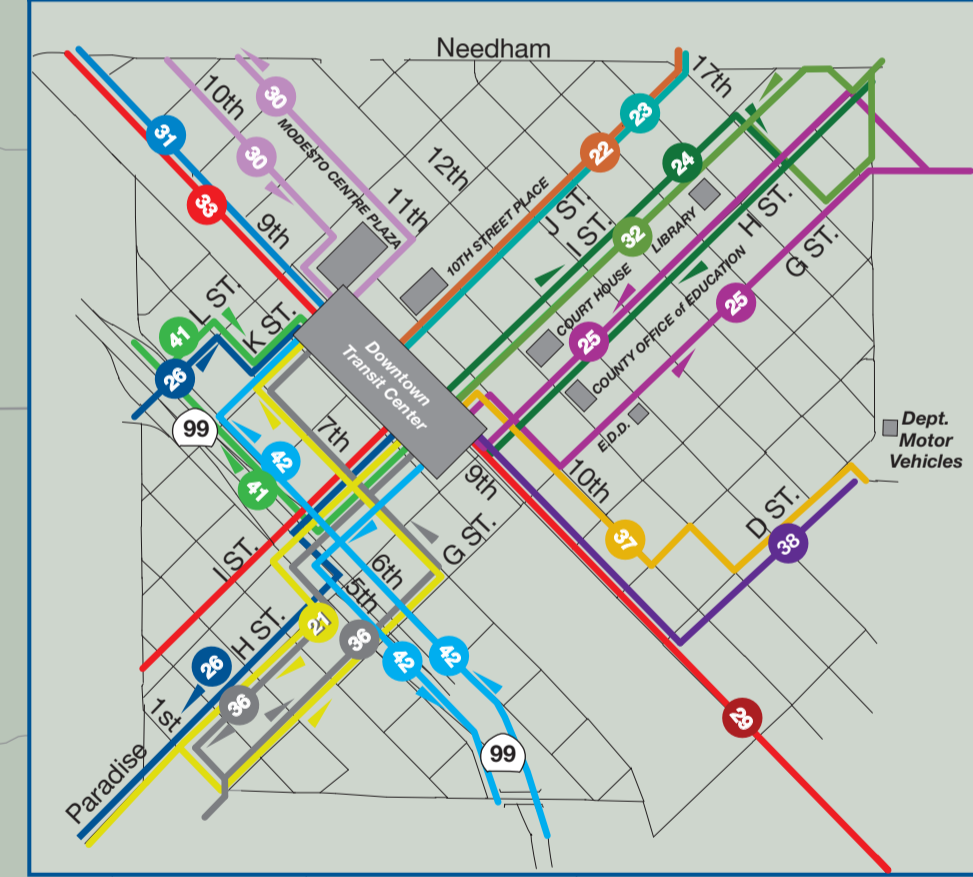 Needham
17th
10th
30
MODESTO CENTRE PLAZA
30
31
33
9th
11th
12th
10TH STREET PLACE
23
22
24
J ST.
I ST.
32
LIBRARY
H ST.
G ST.
COURT HOUSE
COUNTY OFFICE of EDUCATION
25
25
E.D.D.
L ST.
K ST.
41
26
99
Downtown
Transit Center
7th
42
41
9th
10th
Dept.
Motor
Vehicles
D ST.
37
38
G ST.
6th
5th
I ST.
H ST.
21
36
42
42
26
36
1st
Paradise
99
29